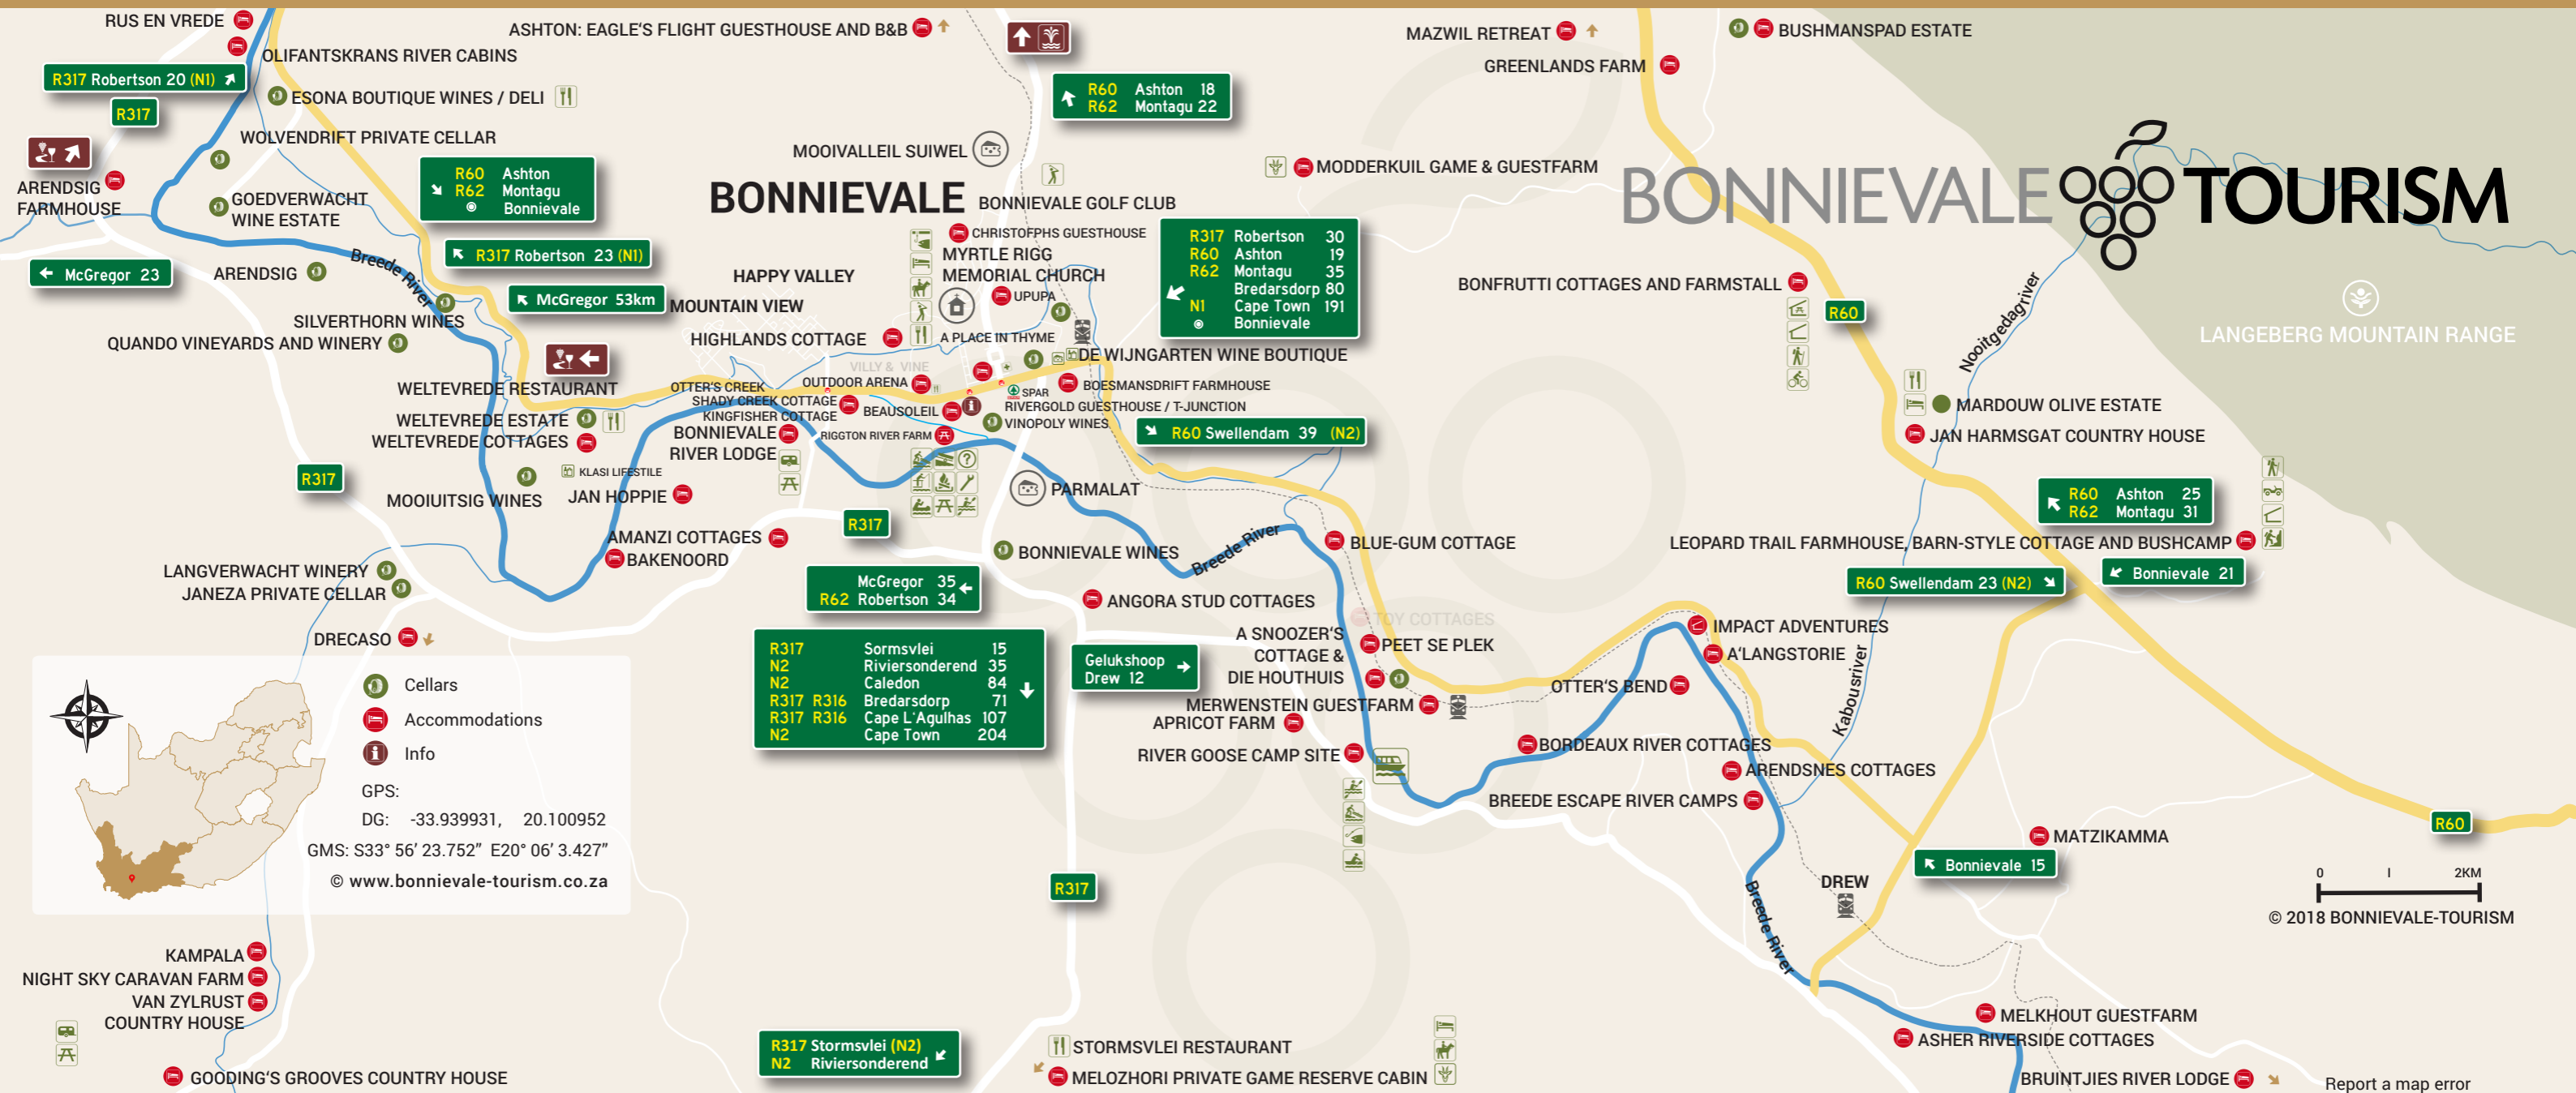 RUS EN VREDE
OLIFANTSKRANS RIVER CABINS
R317 Robertson 20 (N1)
R317
ESONA BOUTIQUE WINES / DELI
WOLVENDRIFT PRIVATE CELLAR
ARENDSIG
FARMHOUSE
GOEDVERWACHT
WINE ESTATE
R60 Ashton
R62 Montagu
Bonnievale
R317 Robertson 23 (N1)
McGregor 23
ARENDSIG
Breede River
McGregor 53km
SILVERTHORN WINES
QUANDO VINEYARDS AND WINERY
WELTEVREDE RESTAURANT
WELTEVREDE ESTATE
WELTEVREDE COTTAGES
R317
KLASI LIFESTILE
MOOIUITSIG WINES
JAN HOPPIE
AMANZI COTTAGES
BAKENOORD
LANGVERWACHT WINERY
JANEZA PRIVATE CELLAR
DRECASO
ASHTON: EAGLE'S FLIGHT GUESTHOUSE AND B&B
R60 Ashton 18
R62 Montagu 22
MOOIVALLEIL SUIWEL
BONNIEVALE
BONNIEVALE GOLF CLUB
CHRISTOFPHS GUESTHOUSE
MYRTLE RIGG
MEMORIAL CHURCH
HAPPY VALLEY
MOUNTAIN VIEW
UPUPA
HIGHLANDS COTTAGE
A PLACE IN THYME
DE WIJNGARTEN WINE BOUTIQUE
VILLY & VINE
OUTDOOR ARENA
OTTER'S CREEK
SHADY CREEK COTTAGE
KINGFISHER COTTAGE
BEAUSOLEIL
BOESMANSDRIFT FARMHOUSE
SPAR
RIVERGOLD GUESTHOUSE / T-JUNCTION
VINOPOLY WINES
BONNIEVALE
RIVER LODGE
RIGGTON RIVER FARM
R317 Robertson 30
R60 Ashton 19
R62 Montagu 35
Bredarsdorp 80
N1 Cape Town 191
Bonnievale
R60 Swellendam 39 (N2)
PARMALAT
R317
BONNIEVALE WINES
Breede River
McGregor 35
R62 Robertson 34
R317 Sormsvlei 15
N2 Riviersonderend 35
N2 Caledon 84
R317 R316 Bredarsdorp 71
R317 R316 Cape L'Agulhas 107
N2 Cape Town 204
ANGORA STUD COTTAGES
Gelukshoop
Drew 12
MAZWIL RETREAT
GREENLANDS FARM
BUSHMANSPAD ESTATE
MODDERKUIL GAME & GUESTFARM
BONNIEVALE TOURISM
BONFRUTTI COTTAGES AND FARMSTALL
R60
Nooitgedagriver
LANGEBERG MOUNTAIN RANGE
MARDOUW OLIVE ESTATE
JAN HARMSGAT COUNTRY HOUSE
R60 Ashton 25
R62 Montagu 31
LEOPARD TRAIL FARMHOUSE, BARN-STYLE COTTAGE AND BUSHCAMP
Bonnievale 21
R60 Swellendam 23 (N2)
BLUE-GUM COTTAGE
TOY COTTAGES
A SNOOZER'S
COTTAGE &
DIE HOUTHUIS
PEET SE PLEK
MERWENSTEIN GUESTFARM
APRICOT FARM
RIVER GOOSE CAMP SITE
IMPACT ADVENTURES
A'LANGSTORIE
OTTER'S BEND
Kabousriver
BORDEAUX RIVER COTTAGES
ARENDSNES COTTAGES
BREEDE ESCAPE RIVER CAMPS
MATZIKAMMA
Bonnievale 15
R60
DREW
Breede River
0 1 2KM
© 2018 BONNIEVALE-TOURISM
Cellars
Accommodations
Info
GPS:
DG: -33.939931, 20.100952
GMS: S33° 56' 23.752" E20° 06' 3.427"
© www.bonnievale-tourism.co.za
R317
KAMPALA
NIGHT SKY CARAVAN FARM
VAN ZYLRUST
COUNTRY HOUSE
GOODING'S GROOVES COUNTRY HOUSE
R317 Stormsvlei (N2)
N2 Riviersonderend
STORMSVLEI RESTAURANT
MELOZHORI PRIVATE GAME RESERVE CABIN
MELKHOUT GUESTFARM
ASHER RIVERSIDE COTTAGES
BRUINTJIES RIVER LODGE
Report a map error